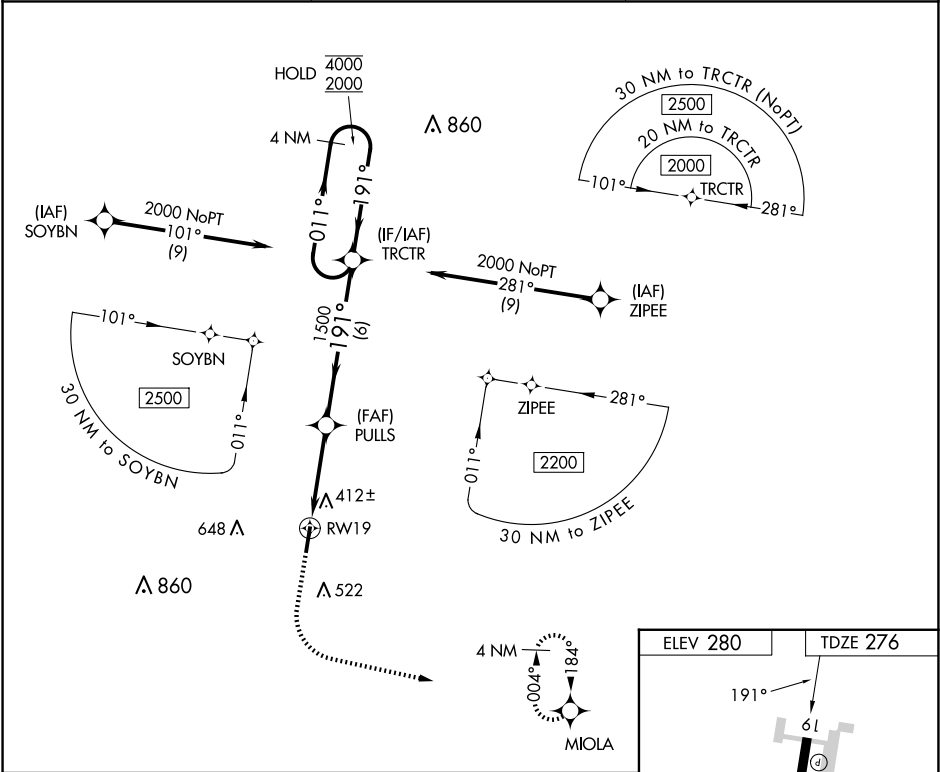 HOLD 4000
2000
4 NM
860
011°
191°
30 NM to TRCTR (NoPT)
2500
20 NM to TRCTR
2000
101°
TRCTR
281°
(IAF)
SOYBN
2000 NoPT
101°
(9)
(IF/IAF)
TRCTR
2000 NoPT
281°
(9)
(IAF)
ZIPEE
1500
191°
(6)
101°
SOYBN
2500
011°
30 NM to SOYBN
ZIPEE
281°
011°
2200
30 NM to ZIPEE
(FAF)
PULLS
412±
648
RW19
860
522
4 NM
004°
184°
MIOLA
ELEV 280
TDZE 276
191°
19
P